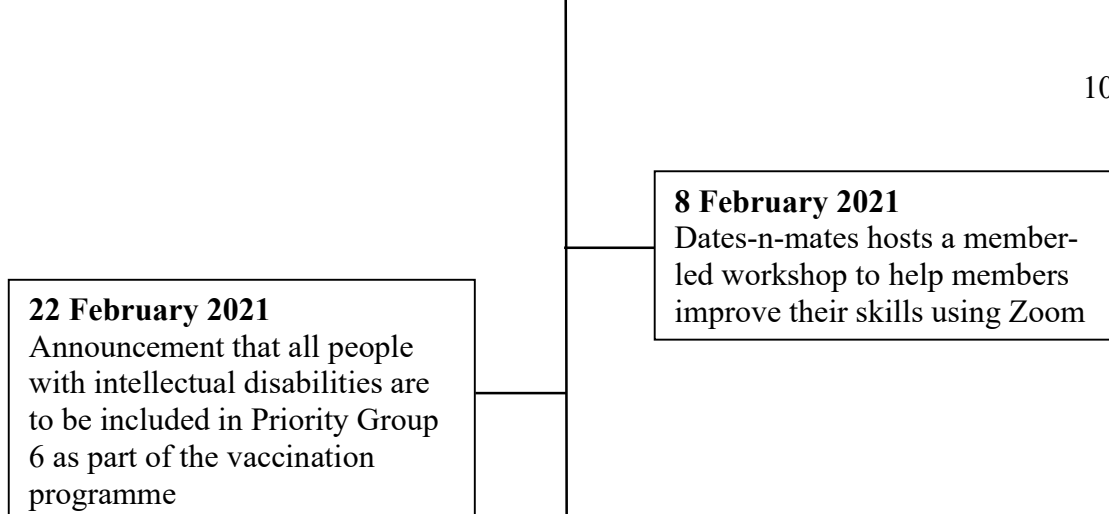 10
8 February 2021
Dates-n-mates hosts a member-
led workshop to help members
improve their skills using Zoom
22 February 2021
Announcement that all people
with intellectual disabilities are
to be included in Priority Group
6 as part of the vaccination
programme